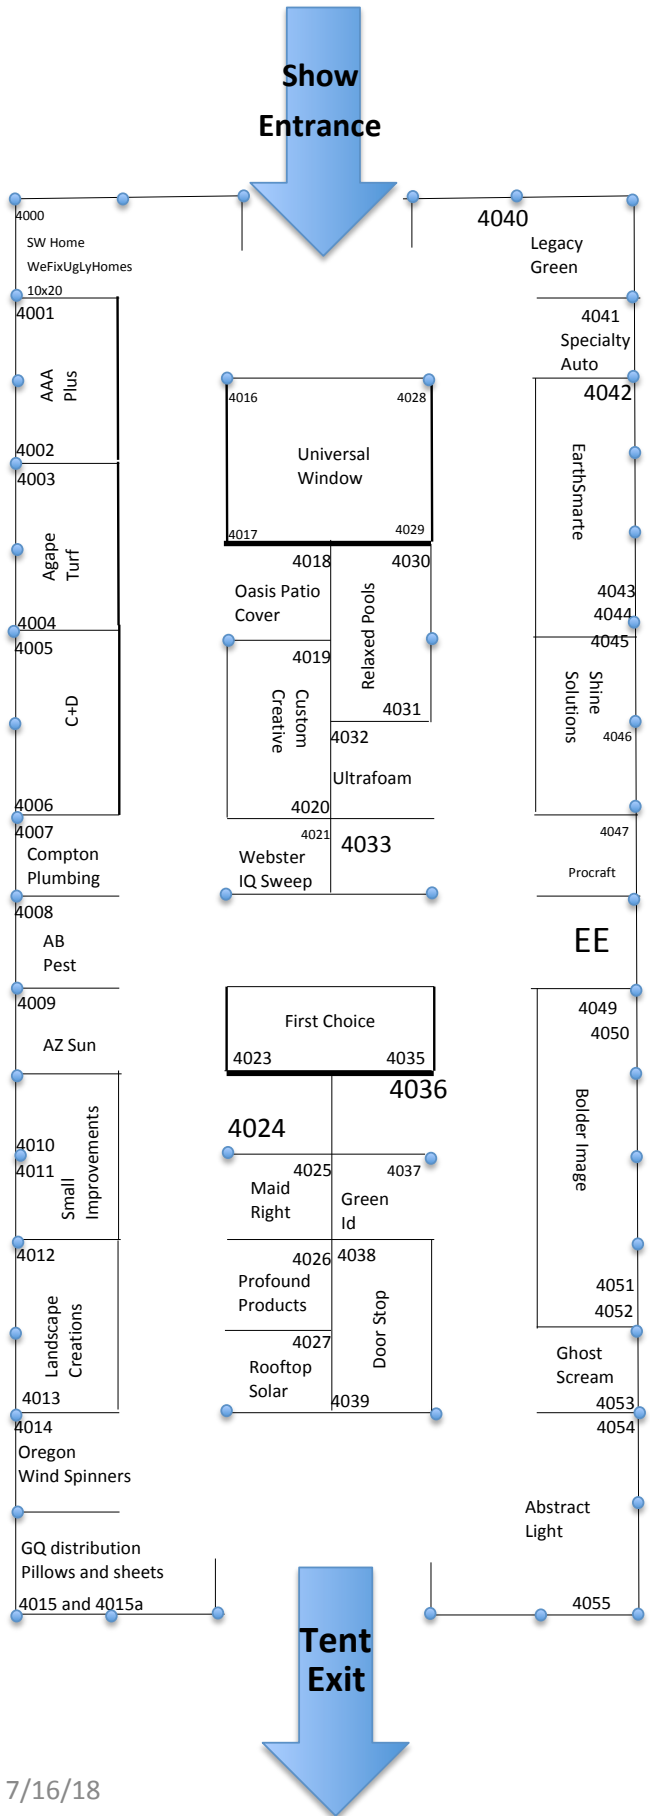 Show
Entrance
4000
SW Home
WeFixUgLyHomes
10x20
4001
AAA
Plus
4002
4003
Agape
Turf
4004
4005
C+D
4006
4007
Compton
Plumbing
4008
AB
Pest
4009
AZ Sun
4010
4011
Small
Improvements
4012
Landscape
Creations
4013
4014
Oregon
Wind Spinners
GQ distribution
Pillows and sheets
4015 and 4015a
4016
4028
Universal
Window
4017
4029
4018
4030
Oasis Patio
Cover
Relaxed Pools
4019
Custom
Creative
4031
4032
Ultrafoam
4020
4021
4033
Webster
IQ Sweep
First Choice
4023
4035
4036
4024
4025
4037
Maid
Right
Green
Id
4026
4038
Profound
Products
Door Stop
4027
Rooftop
Solar
4039
4040
Legacy
Green
4041
Specialty
Auto
4042
EarthSmarte
4043
4044
4045
Shine
Solutions
4046
4047
Procraft
EE
4049
4050
Bolder Image
4051
4052
Ghost
Scream
4053
4054
Abstract
Light
4055
Tent
Exit
7/16/18